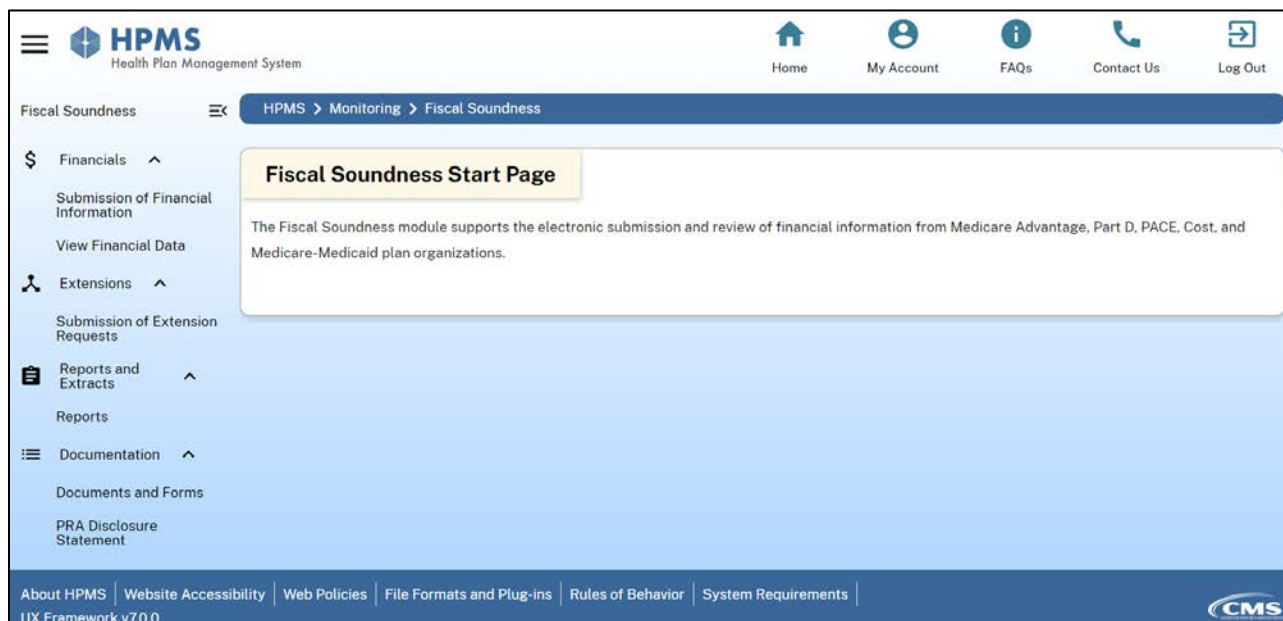 HPMS
Health Plan Management System
Home
My Account
FAQs
Contact Us
Log Out
Fiscal Soundness
HPMS > Monitoring > Fiscal Soundness
$ Financials
Submission of Financial
Information
View Financial Data
Extensions
Submission of Extension
Requests
Reports and
Extracts
Reports
Documentation
Documents and Forms
PRA Disclosure
Statement
Fiscal Soundness Start Page
The Fiscal Soundness module supports the electronic submission and review of financial information from Medicare Advantage, Part D, PACE, Cost, and
Medicare-Medicaid plan organizations.
About HPMS | Website Accessibility | Web Policies | File Formats and Plug-ins | Rules of Behavior | System Requirements |
UX Framework v7.0.0
CMS